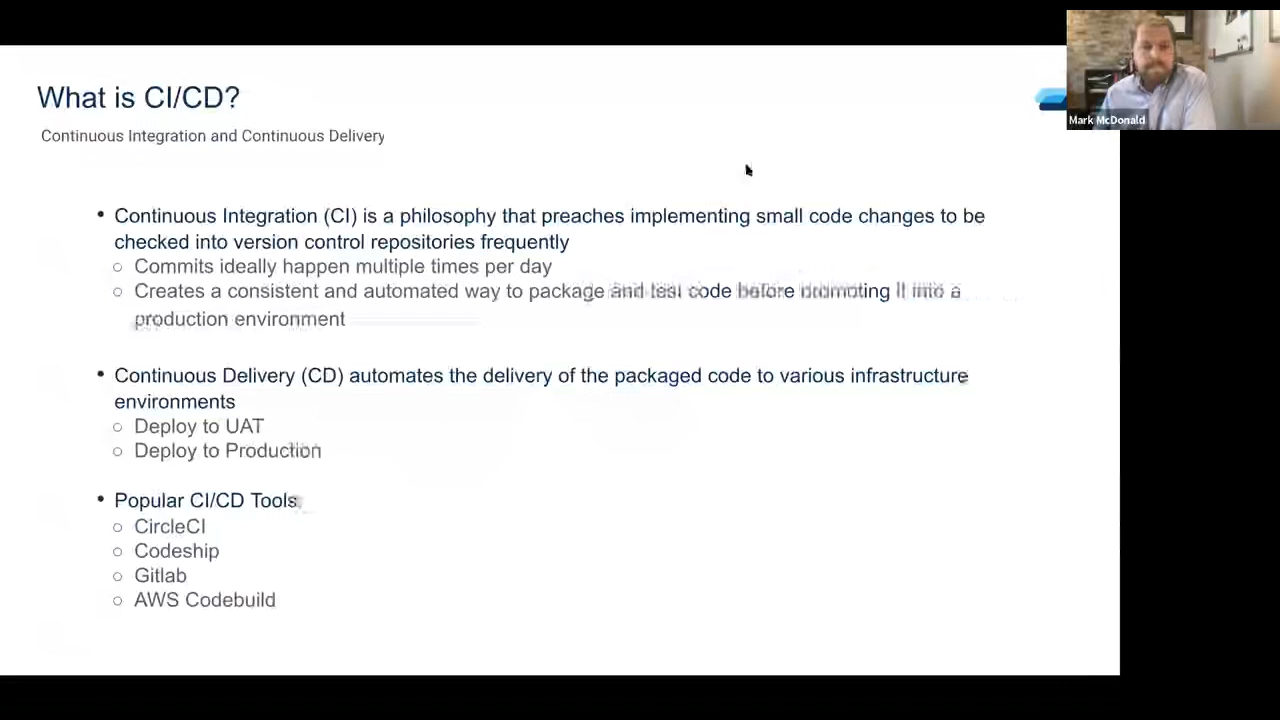 What is CI/CD?
Continuous Integration and Continuous Delivery
• Continuous Integration (CI) is a philosophy that preaches implementing small code changes to be
checked into version control repositories frequently
○ Commits ideally happen multiple times per day
○ Creates a consistent and automated way to package and test code before promoting it into a
production environment
• Continuous Delivery (CD) automates the delivery of the packaged code to various infrastructure
environments
○ Deploy to UAT
○ Deploy to Production
• Popular CI/CD Tools
○ CircleCI
○ Codeship
○ Gitlab
○ AWS Codebuild
Mark McDonald